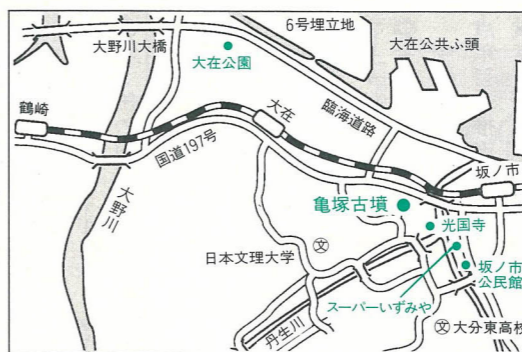 6号埋立地
大野川大橋
大在公園
大在公共ふ頭
鶴崎
大在
臨海道路
国道197号
坂ノ市
大野川
亀塚古墳
光国寺
日本文理大学
文
坂ノ市
公民館
スーパーいずみや
丹生川
文大分東高校